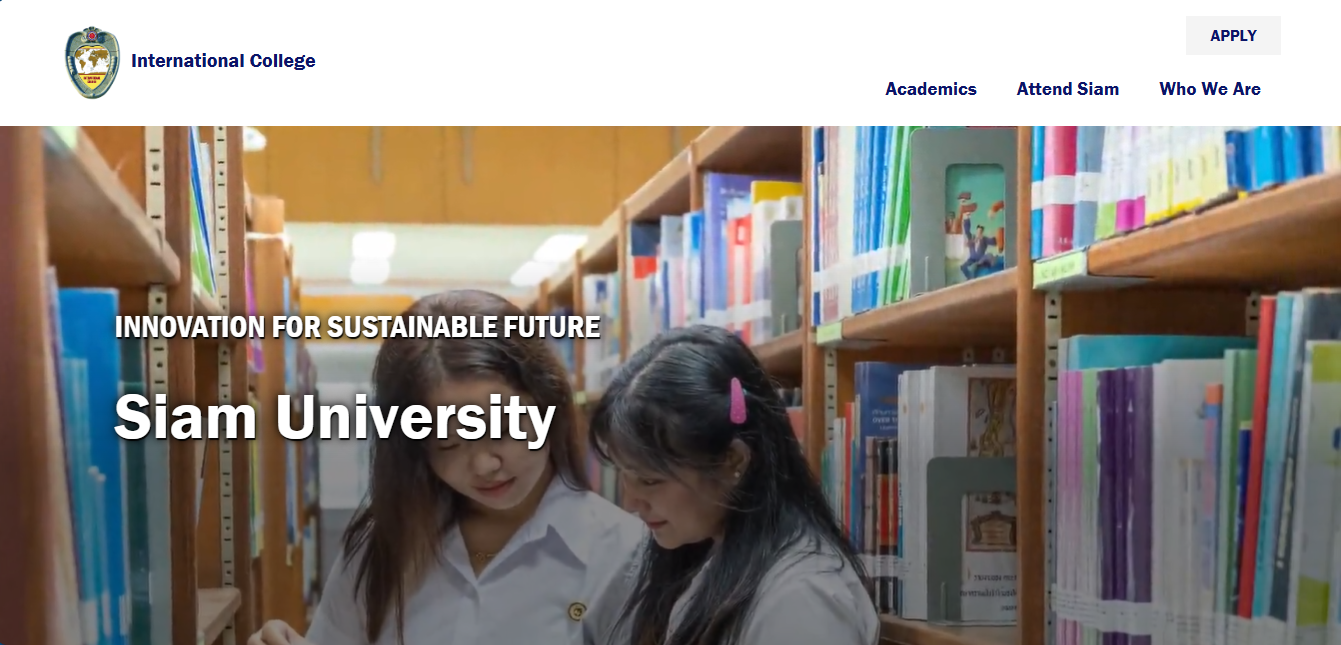 International College
APPLY
Academics
Attend Siam
Who We Are
INNOVATION FOR SUSTAINABLE FUTURE
Siam University